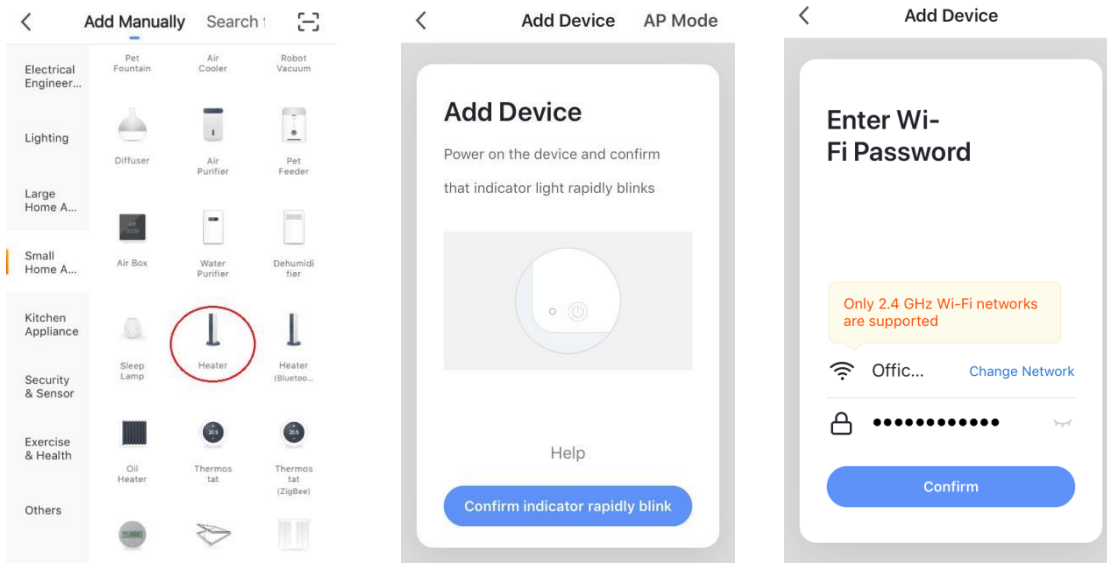 Add Manually Search
Electrical
Engineer...
Lighting
Large
Home A...
Small
Home A...
Kitchen
Appliance
Security
& Sensor
Exercise
& Health
Others
Pet
Fountain
Air
Cooler
Robot
Vacuum
Diffuser
Air
Purifier
Pet
Feeder
Air Box
Water
Purifier
Dehumidi
fier
Sleep
Lamp
Heater
Heater
(Bluetoo...
Oil
Heater
Thermos
tat
Thermos
tat
(ZigBee)
Add Device AP Mode
Add Device
Power on the device and confirm
that indicator light rapidly blinks
Help
Confirm indicator rapidly blink
Add Device
Enter Wi-
Fi Password
Only 2.4 GHz Wi-Fi networks
are supported
Offic... Change Network
Confirm